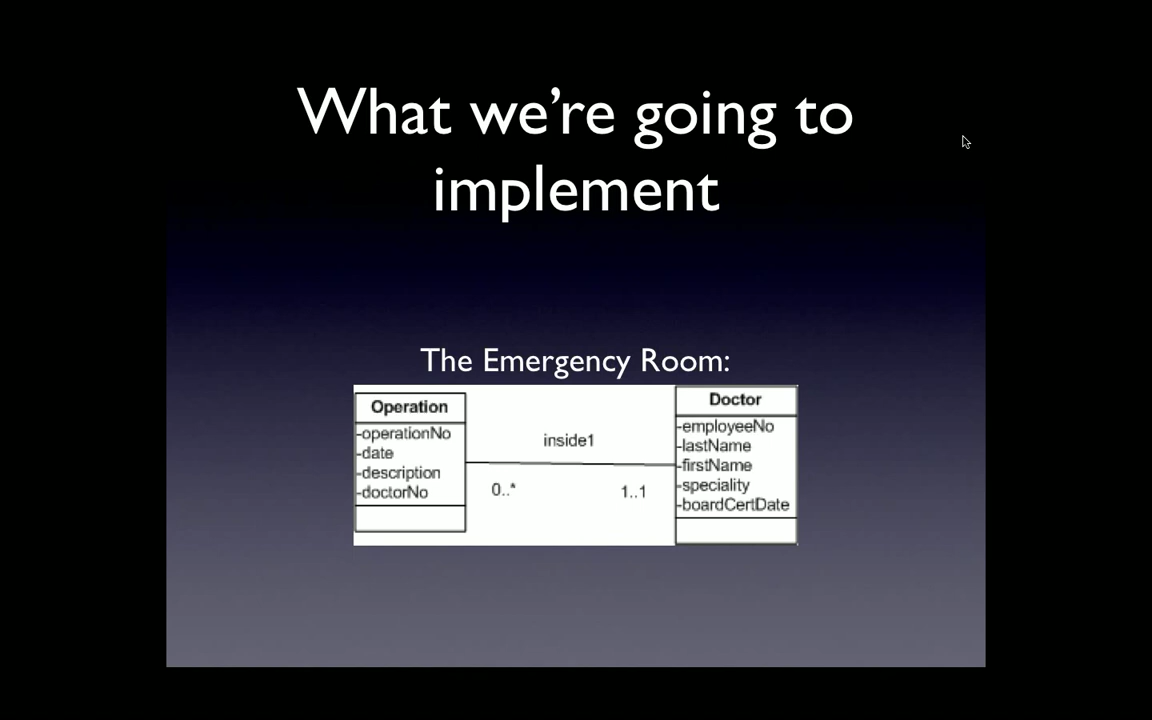 What we’re going to
implement
The Emergency Room:
Operation
-operationNo
-date
-description
-doctorNo
inside1
0..*
1..1
Doctor
-employeeNo
-lastName
-firstName
-speciality
-boardCertDate